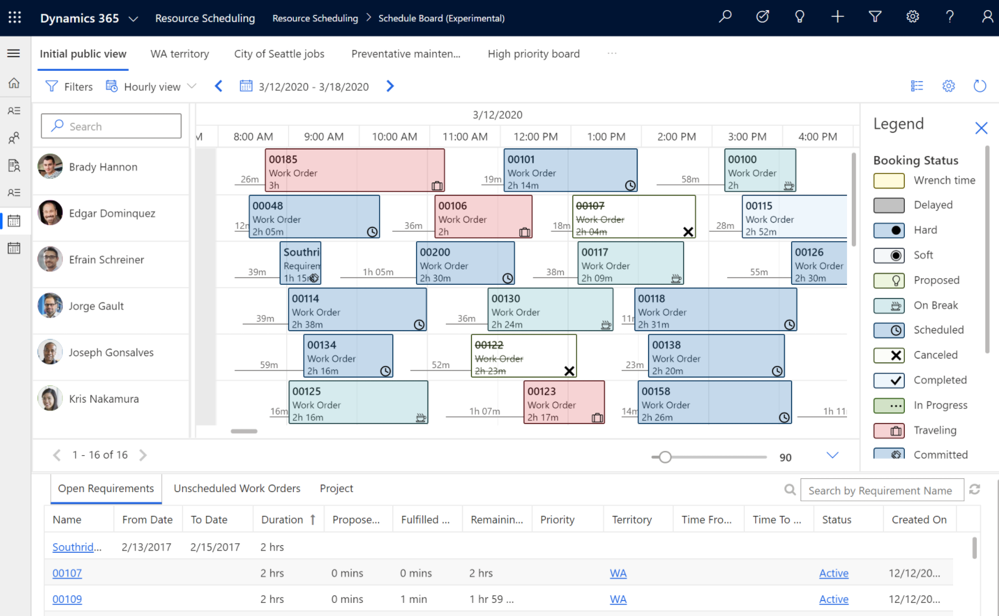 Dynamics 365 Resource Scheduling Resource Scheduling > Schedule Board (Experimental)
Initial public view WA territory City of Seattle jobs Preventative mainten... High priority board ...
Filters Hourly view 3/12/2020 - 3/18/2020
Search
3/12/2020
M 8:00 AM 9:00 AM 10:00 AM 11:00 AM 12:00 PM 1:00 PM 2:00 PM 3:00 PM 4:00 PM
Brady Hannon
26m
00185
Work Order
3h
19m
00101
Work Order
2h 14m
58m
00100
Work Order
2h
Edgar Dominquez
12m
00048
Work Order
2h 05m
36m
00106
Work Order
2h
18m
00107
Work Order
2h 04m
28m
00115
Work Order
2h 52m
Efrain Schreiner
39m
Southri
Requirem
1h 15m
1h 05m
00200
Work Order
2h 30m
38m
00117
Work Order
2h 09m
55m
00126
Work Order
2h 30m
Jorge Gault
39m
00114
Work Order
2h 38m
36m
00130
Work Order
2h 24m
11m
00118
Work Order
2h 31m
Joseph Gonsalves
59m
00134
Work Order
2h 16m
52m
00122
Work Order
2h 23m
23m
00138
Work Order
2h 20m
Kris Nakamura
16m
00125
Work Order
2h 16m
1h 07m
00123
Work Order
2h 17m
14m
00158
Work Order
2h 26m
1h 11
1 - 16 of 16
90
Legend
Booking Status
Wrench time
Delayed
Hard
Soft
Proposed
On Break
Scheduled
Canceled
Completed
In Progress
Traveling
Committed
Open Requirements Unscheduled Work Orders Project Search by Requirement Name
Name From Date To Date Duration Propose... Fulfilled ... Remainin... Priority Territory Time Fro... Time To ... Status Created On
Southrid... 2/13/2017 2/15/2017 2 hrs
00107 2 hrs 0 mins 0 mins 2 hrs WA Active 12/12/20...
00109 2 hrs 0 mins 1 min 1 hr 59 ... WA Active 12/12/20...